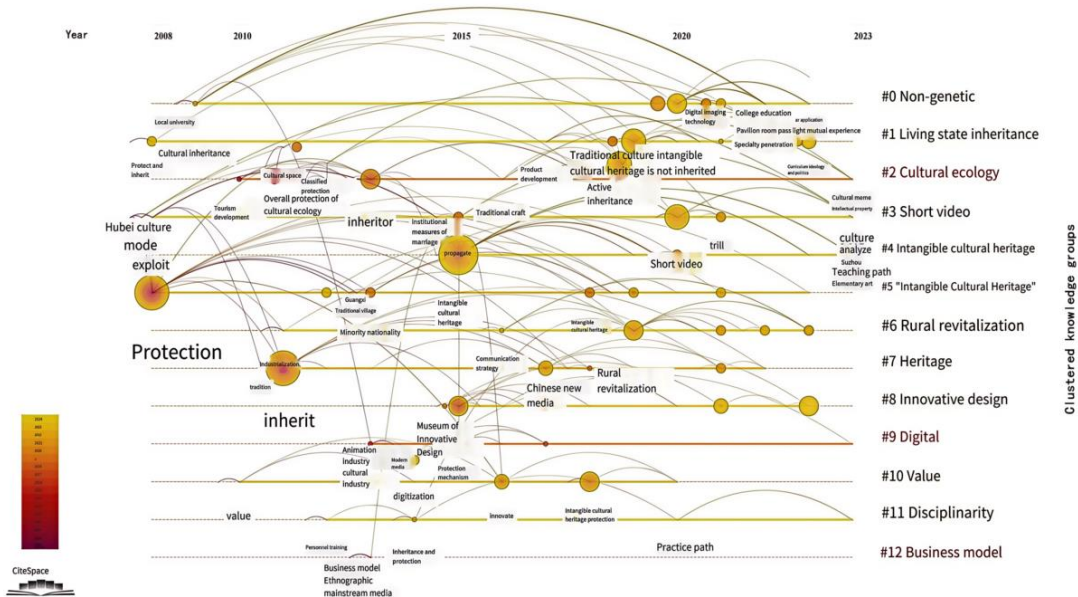 Year
2008
2010
2015
2020
2023
#0 Non-genetic
Digital imaging
technology
College education
Local university
Pavilion room pass light mutual experience
#1 Living state inheritance
Specialty penetration
Cultural inheritance
Traditional culture intangible
cultural heritage is not inherited
Protect and
inherit
Cultural space
Classified
protection
Product
development
Curriculum ideology
and politics
#2 Cultural ecology
Active
inheritance
Overall protection of
cultural ecology
Cultural meme
Intellectual property
Tourism
development
Traditional craft
#3 Short video
Hubei culture
mode
exploit
inheritor
Institutional
measures of
marriage
propagate
trill
culture
analyze
#4 Intangible cultural heritage
Short video
Suzhou
Teaching path
Elementary art
#5 "Intangible Cultural Heritage"
Guangxi
Traditional village
Intangible
cultural
heritage
Minority nationality
Intangible
cultural heritage
#6 Rural revitalization
Protection
Industrialization
tradition
Communication
strategy
Rural
revitalization
#7 Heritage
Chinese new
media
#8 Innovative design
inherit
Museum of
Innovative
Design
#9 Digital
Animation
industry
cultural
industry
Modern
media
Protection
mechanism
#10 Value
digitization
value
innovate
Intangible cultural
heritage protection
#11 Disciplinarity
Personnel training
Inheritance and
protection
Practice path
#12 Business model
Business model
Ethnographic
mainstream media
Clustered knowledge groups
CiteSpace